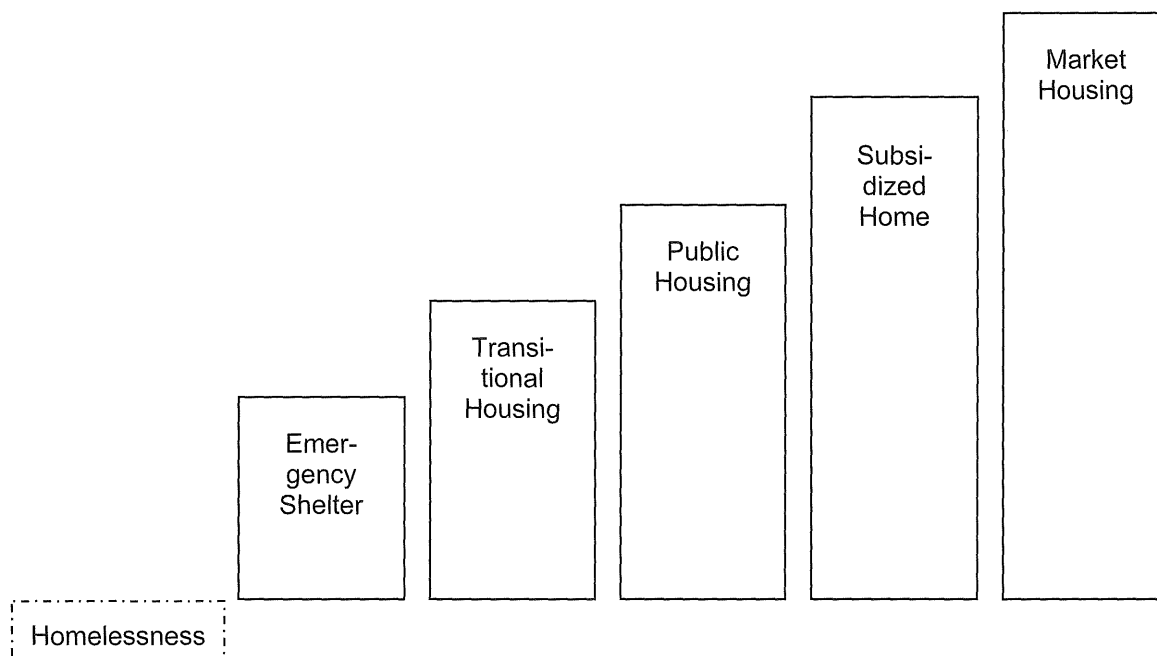 Market
Housing
Subsi-
dized
Home
Public
Housing
Transi-
tional
Housing
Emer-
gency
Shelter
Homelessness